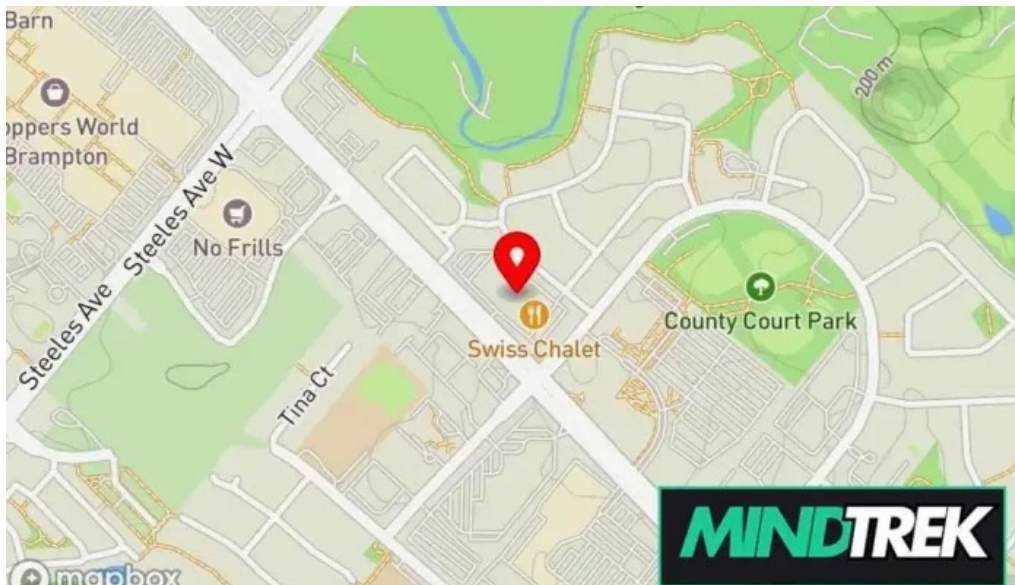 Barn
oppers World
Brampton
Steeles Ave W
Steeles Ave
No Frills
200 m
County Court Park
Swiss Chalet
Tina Ct
MINDTREK
mapbox